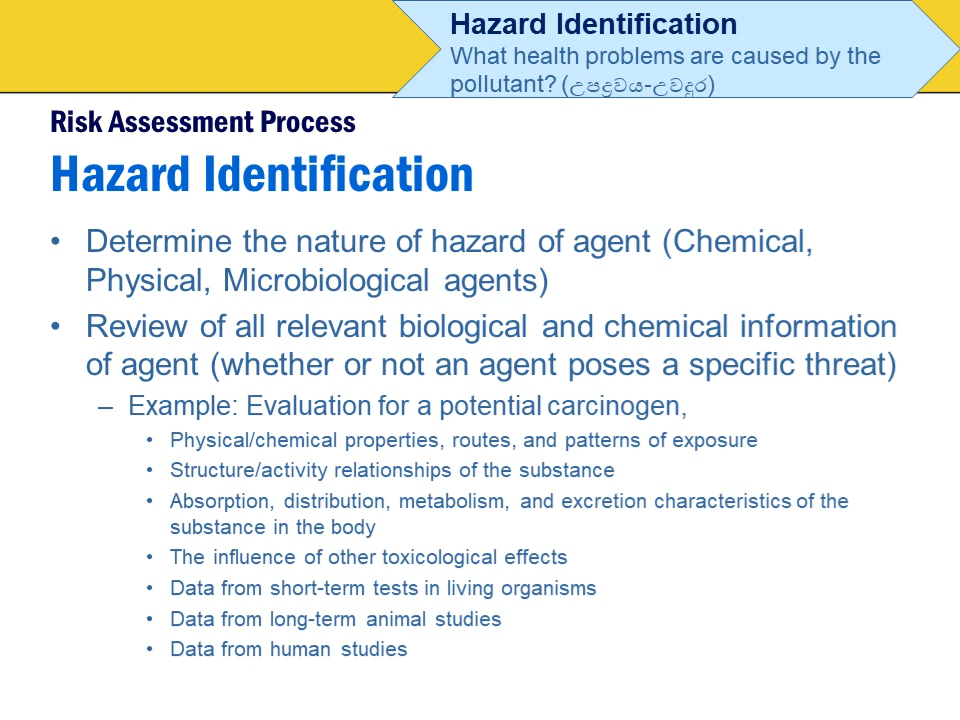 Hazard Identification
What health problems are caused by the
pollutant? (උපද්‍රවය-උවදුර)
Risk Assessment Process
Hazard Identification
• Determine the nature of hazard of agent (Chemical,
Physical, Microbiological agents)
• Review of all relevant biological and chemical information
of agent (whether or not an agent poses a specific threat)
– Example: Evaluation for a potential carcinogen,
• Physical/chemical properties, routes, and patterns of exposure
• Structure/activity relationships of the substance
• Absorption, distribution, metabolism, and excretion characteristics of the
substance in the body
• The influence of other toxicological effects
• Data from short-term tests in living organisms
• Data from long-term animal studies
• Data from human studies